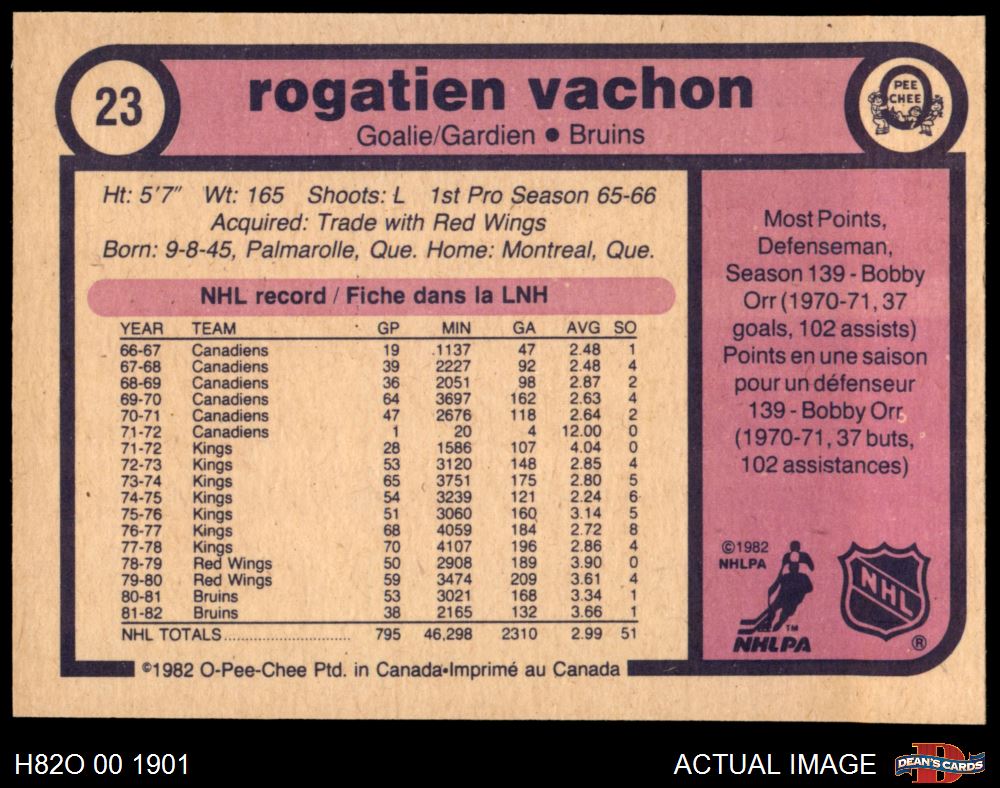 23
rogatien vachon
Goalie/Gardien ● Bruins
PEE
CHEE
Ht: 5'7" Wt: 165 Shoots: L 1st Pro Season 65-66
Acquired: Trade with Red Wings
Born: 9-8-45, Palmarolle, Que. Home: Montreal, Que.
NHL record / Fiche dans la LNH
YEAR TEAM GP MIN GA AVG SO
66-67 Canadiens 19 .1137 47 2.48 1
67-68 Canadiens 39 2227 92 2.48 4
68-69 Canadiens 36 2051 98 2.87 2
69-70 Canadiens 64 3697 162 2.63 4
70-71 Canadiens 47 2676 118 2.64 2
71-72 Canadiens 1 20 4 12.00 0
71-72 Kings 28 1586 107 4.04 0
72-73 Kings 53 3120 148 2.85 4
73-74 Kings 65 3751 175 2.80 5
74-75 Kings 54 3239 121 2.24 6
75-76 Kings 51 3060 160 3.14 5
76-77 Kings 68 4059 184 2.72 8
77-78 Kings 70 4107 196 2.86 4
78-79 Red Wings 50 2908 189 3.90 0
79-80 Red Wings 59 3474 209 3.61 4
80-81 Bruins 53 3021 168 3.34 1
81-82 Bruins 38 2165 132 3.66 1
NHL TOTALS.................... 795 46,298 2310 2.99 51
©1982 O-Pee-Chee Ptd. in Canada•Imprimé au Canada
Most Points,
Defenseman,
Season 139 - Bobby
Orr (1970-71, 37
goals, 102 assists)
Points en une saison
pour un défenseur
139 - Bobby Orr
(1970-71, 37 buts,
102 assistances)
©1982
NHLPA
TM
NHLPA
NHL
®
H82O 00 1901
ACTUAL IMAGE
DEAN'S CARDS